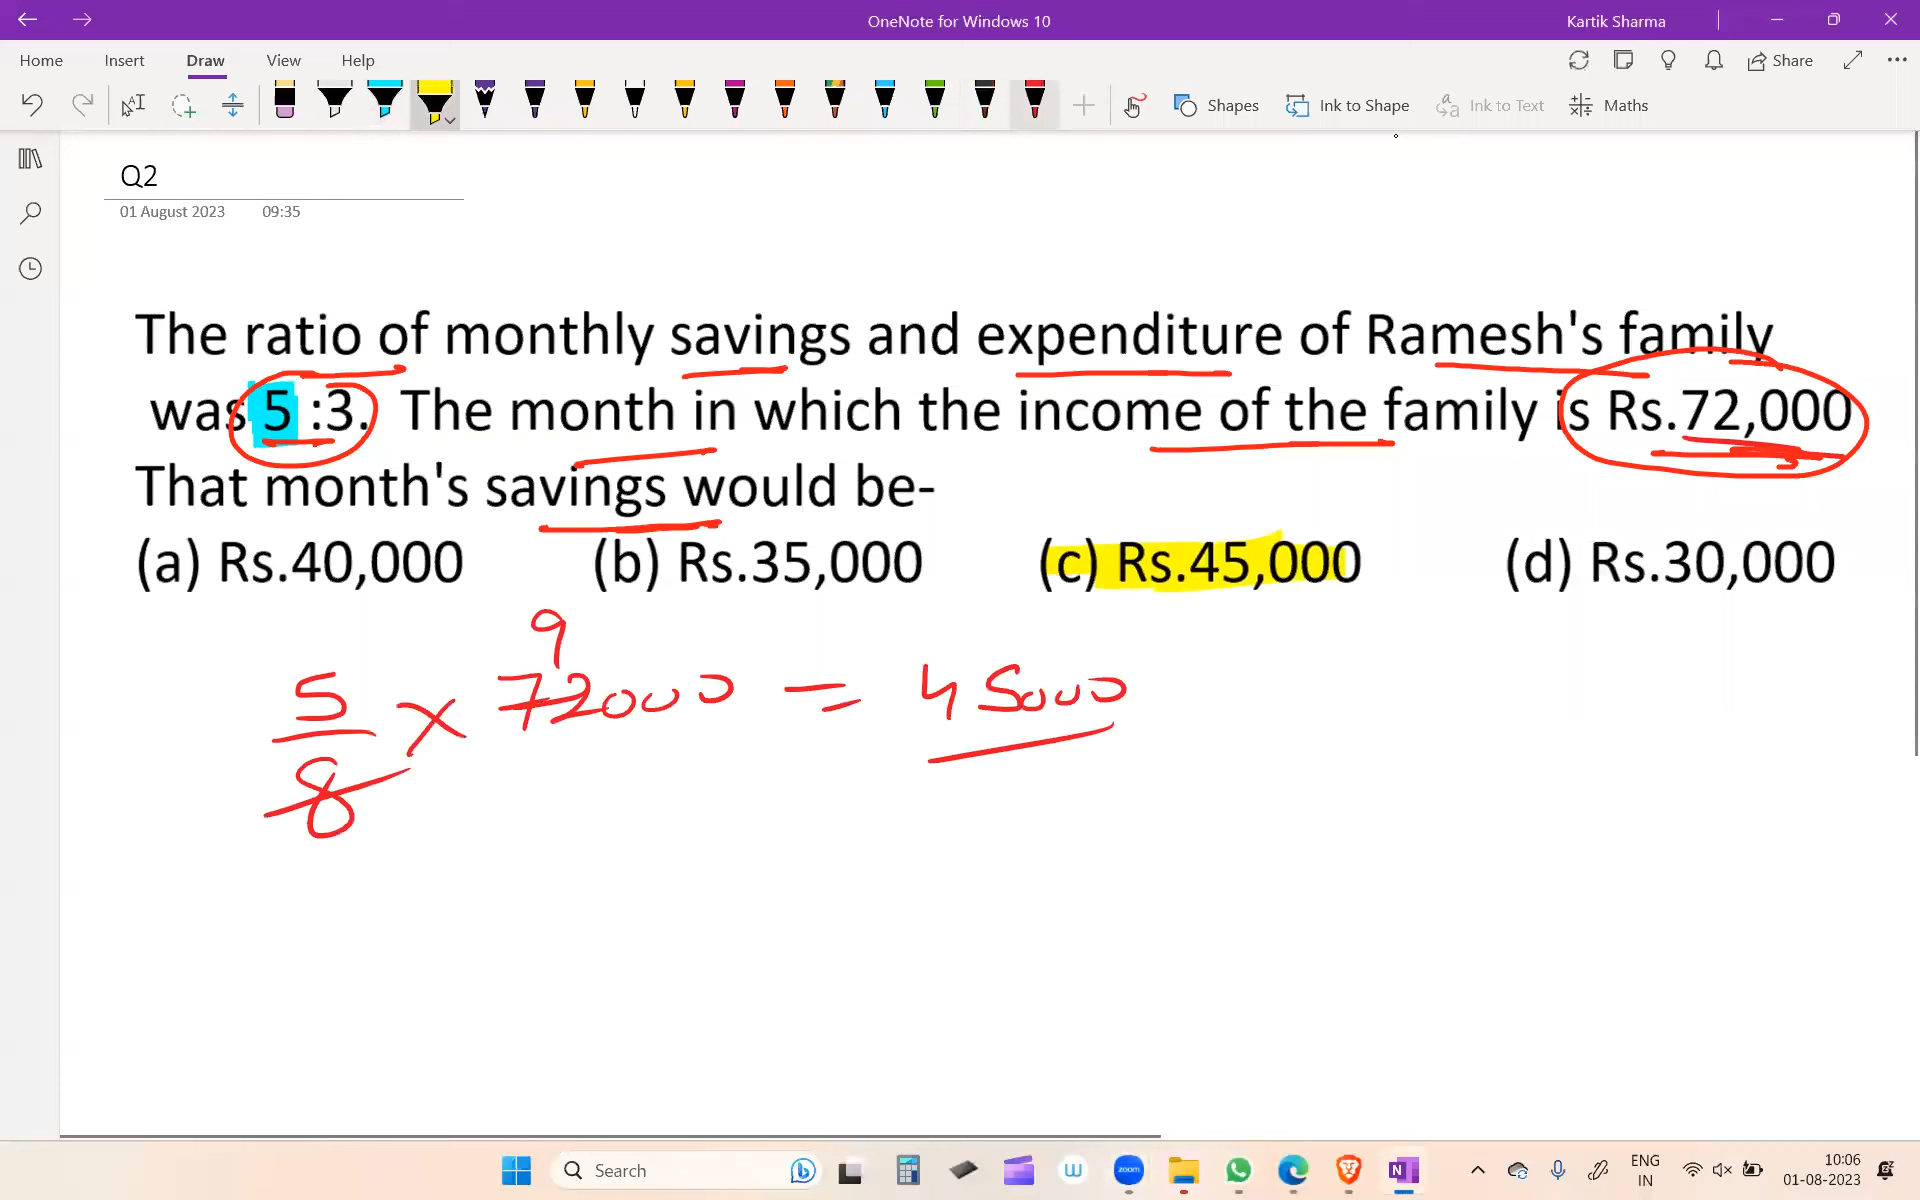 OneNote for Windows 10
Kartik Sharma
Home Insert Draw View Help
Share
Shapes Ink to Shape Ink to Text Maths
Q2
01 August 2023 09:35
The ratio of monthly savings and expenditure of Ramesh's family
was 5 :3. The month in which the income of the family is Rs.72,000
That month's savings would be-
(a) Rs.40,000 (b) Rs.35,000 (c) Rs.45,000 (d) Rs.30,000
9
5/8 × 72000 = 45000
Search
zoom
ENG
IN
10:06
01-08-2023